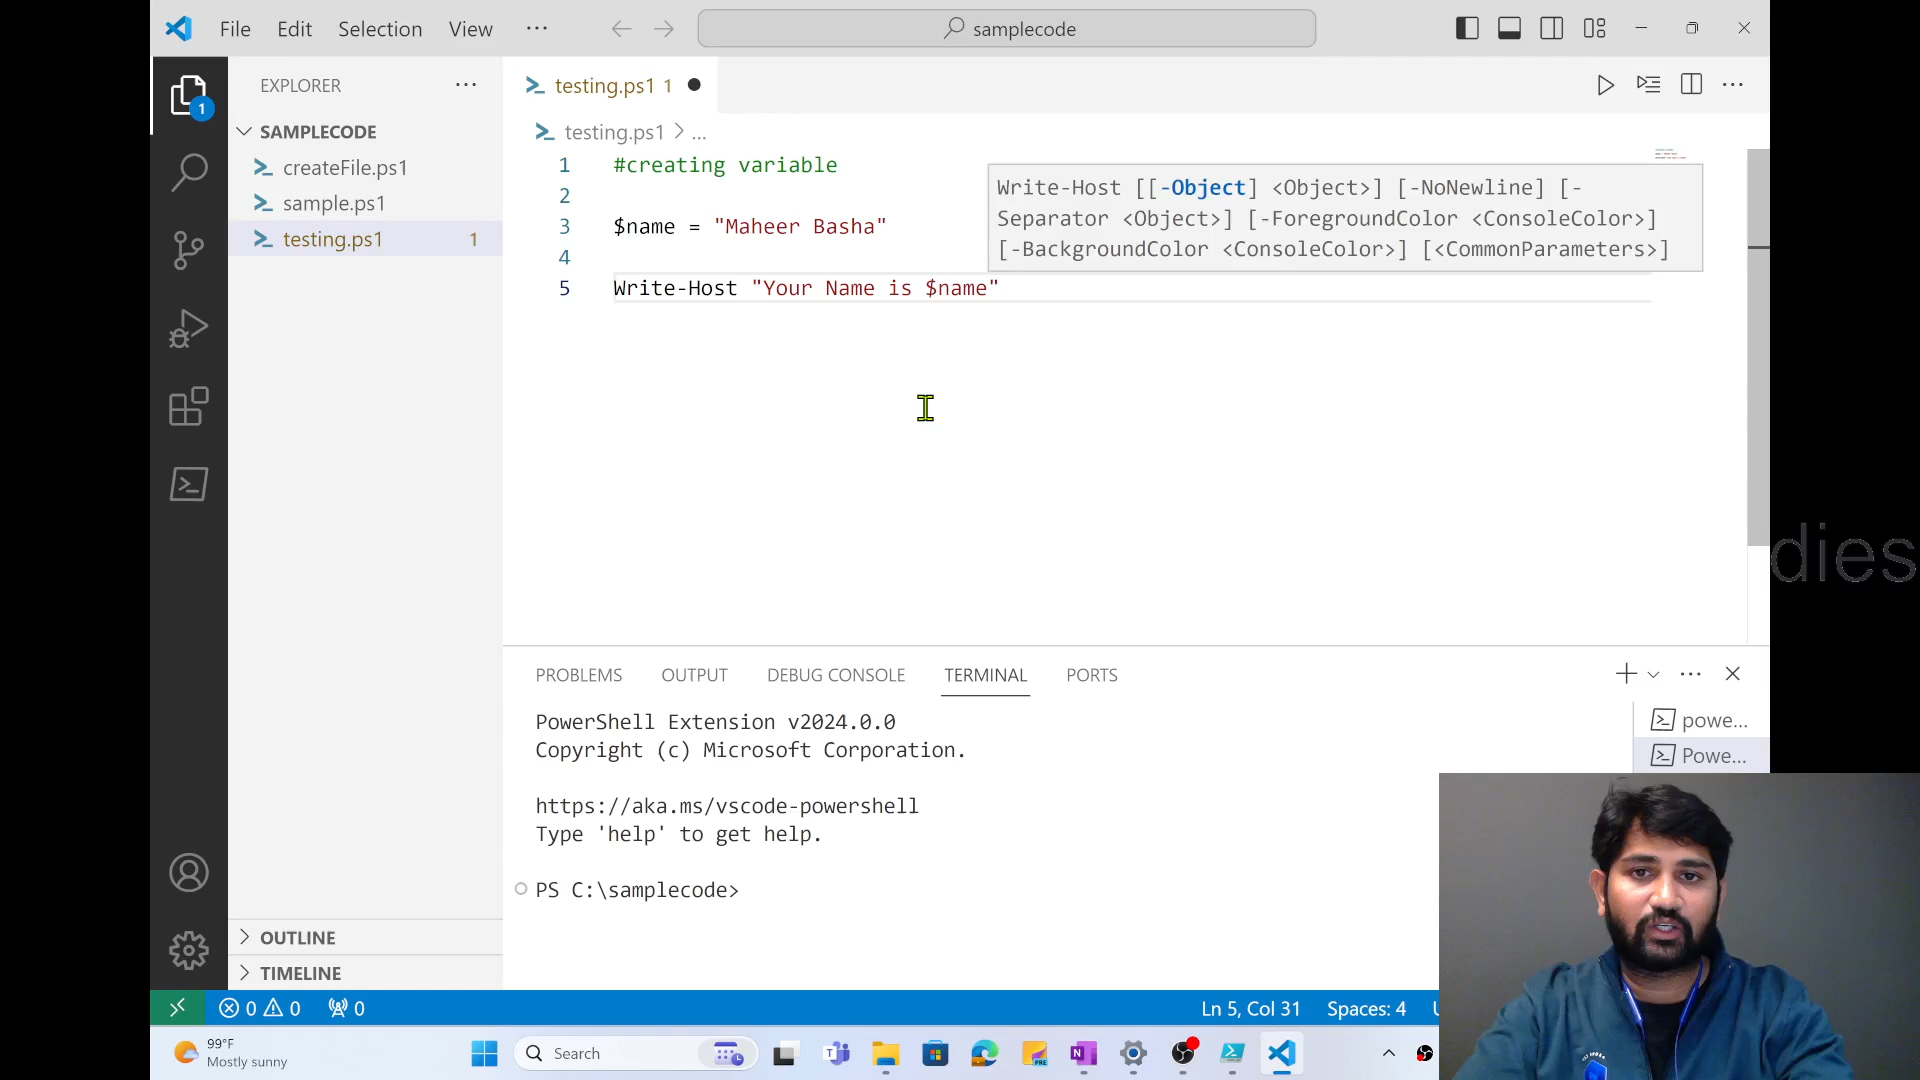 File Edit Selection View ···
samplecode
EXPLORER ···
SAMPLECODE
createFile.ps1
sample.ps1
testing.ps1 1
1
testing.ps1 1
testing.ps1 > ...
1 #creating variable
2
3 $name = "Maheer Basha"
4
5 Write-Host "Your Name is $name"
Write-Host [[-Object] <Object>] [-NoNewline] [-
Separator <Object>] [-ForegroundColor <ConsoleColor>]
[-BackgroundColor <ConsoleColor>] [<CommonParameters>]
dies
PROBLEMS OUTPUT DEBUG CONSOLE TERMINAL PORTS
PowerShell Extension v2024.0.0
Copyright (c) Microsoft Corporation.
https://aka.ms/vscode-powershell
Type 'help' to get help.
PS C:\samplecode>
powe...
Powe...
OUTLINE
TIMELINE
0 0 0
Ln 5, Col 31 Spaces: 4
99°F
Mostly sunny
Search
PRE